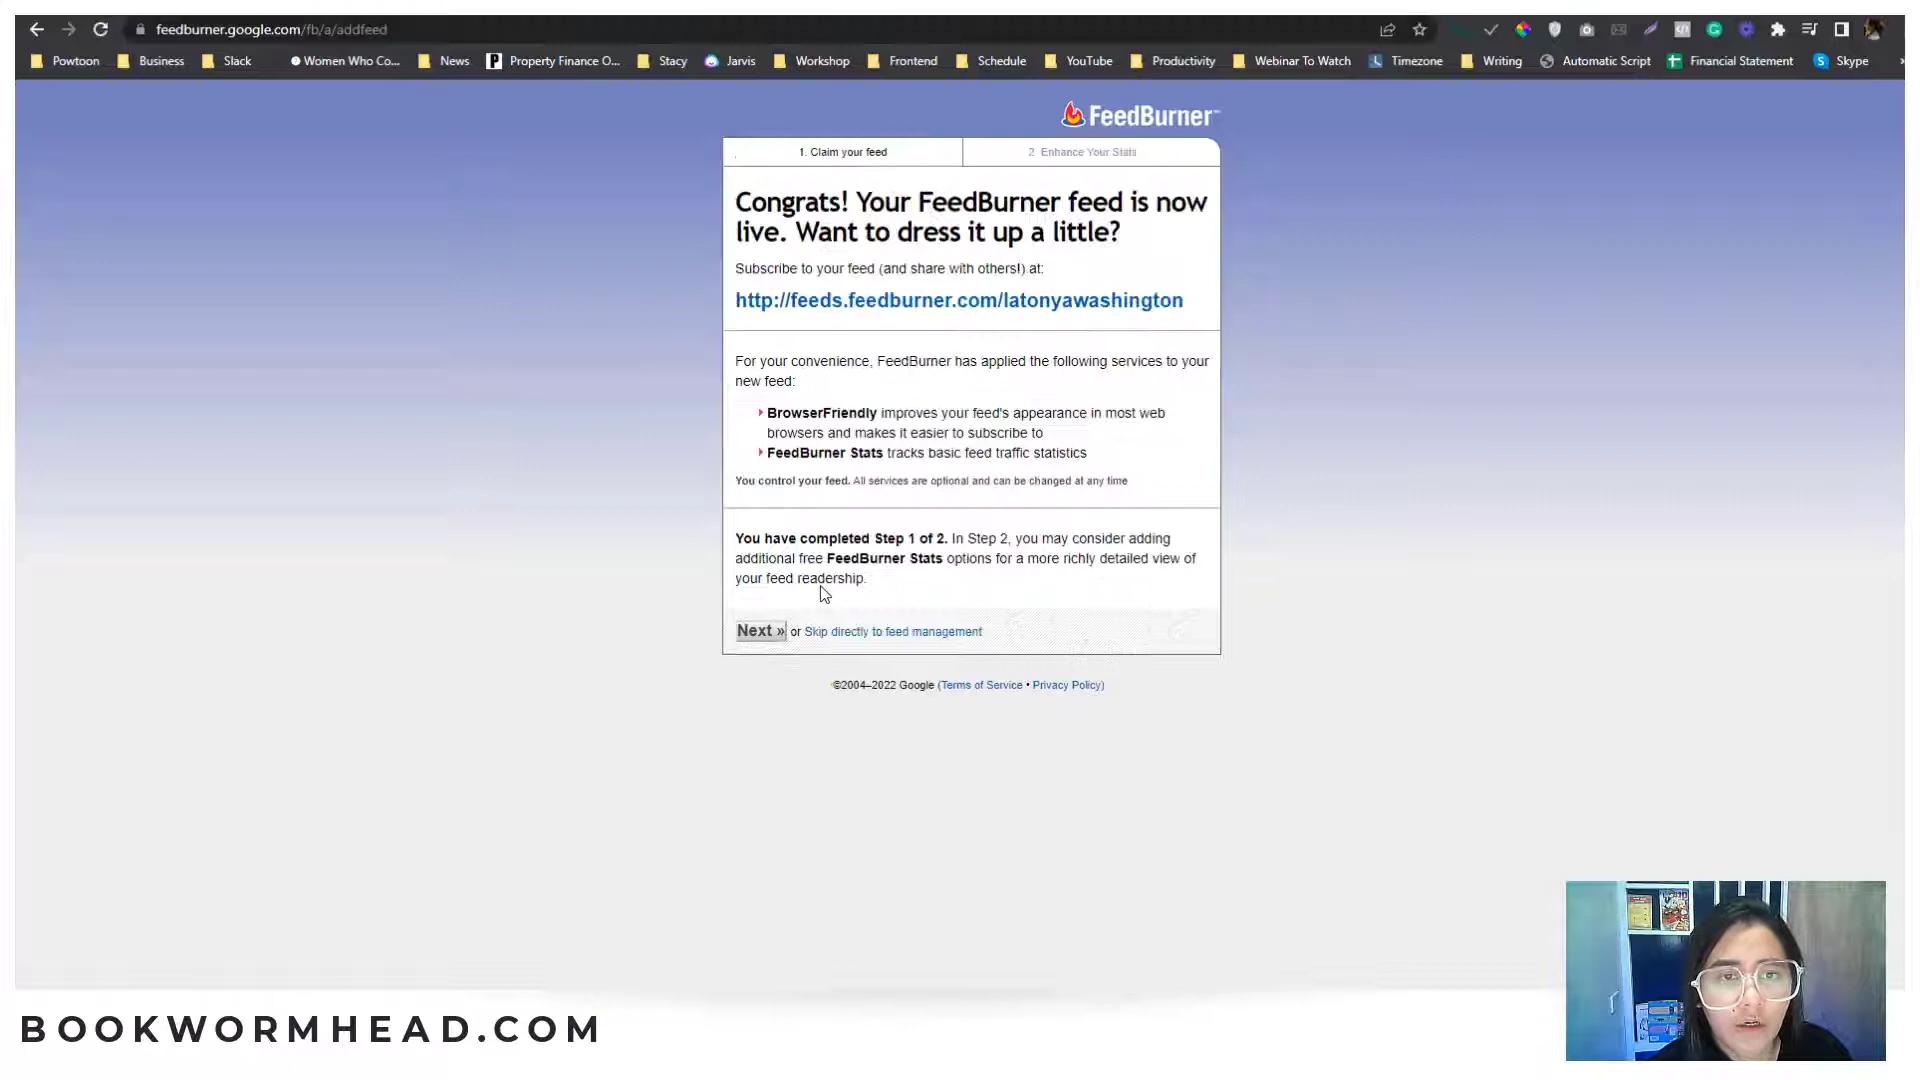 feedburner.google.com/fb/a/addfeed
Powtoon Business Slack Women Who Co... News Property Finance O... Stacy Jarvis Workshop Frontend Schedule YouTube Productivity Webinar To Watch Timezone Writing Automatic Script Financial Statement Skype
FeedBurner
1. Claim your feed 2 Enhance Your Stats
Congrats! Your FeedBurner feed is now
live. Want to dress it up a little?
Subscribe to your feed (and share with others!) at:
http://feeds.feedburner.com/latonyawashington
For your convenience, FeedBurner has applied the following services to your
new feed:
BrowserFriendly improves your feed's appearance in most web
browsers and makes it easier to subscribe to
FeedBurner Stats tracks basic feed traffic statistics
You control your feed. All services are optional and can be changed at any time
You have completed Step 1 of 2. In Step 2, you may consider adding
additional free FeedBurner Stats options for a more richly detailed view of
your feed readership.
Next » or Skip directly to feed management
©2004–2022 Google (Terms of Service • Privacy Policy)
BOOKWORMHEAD.COM